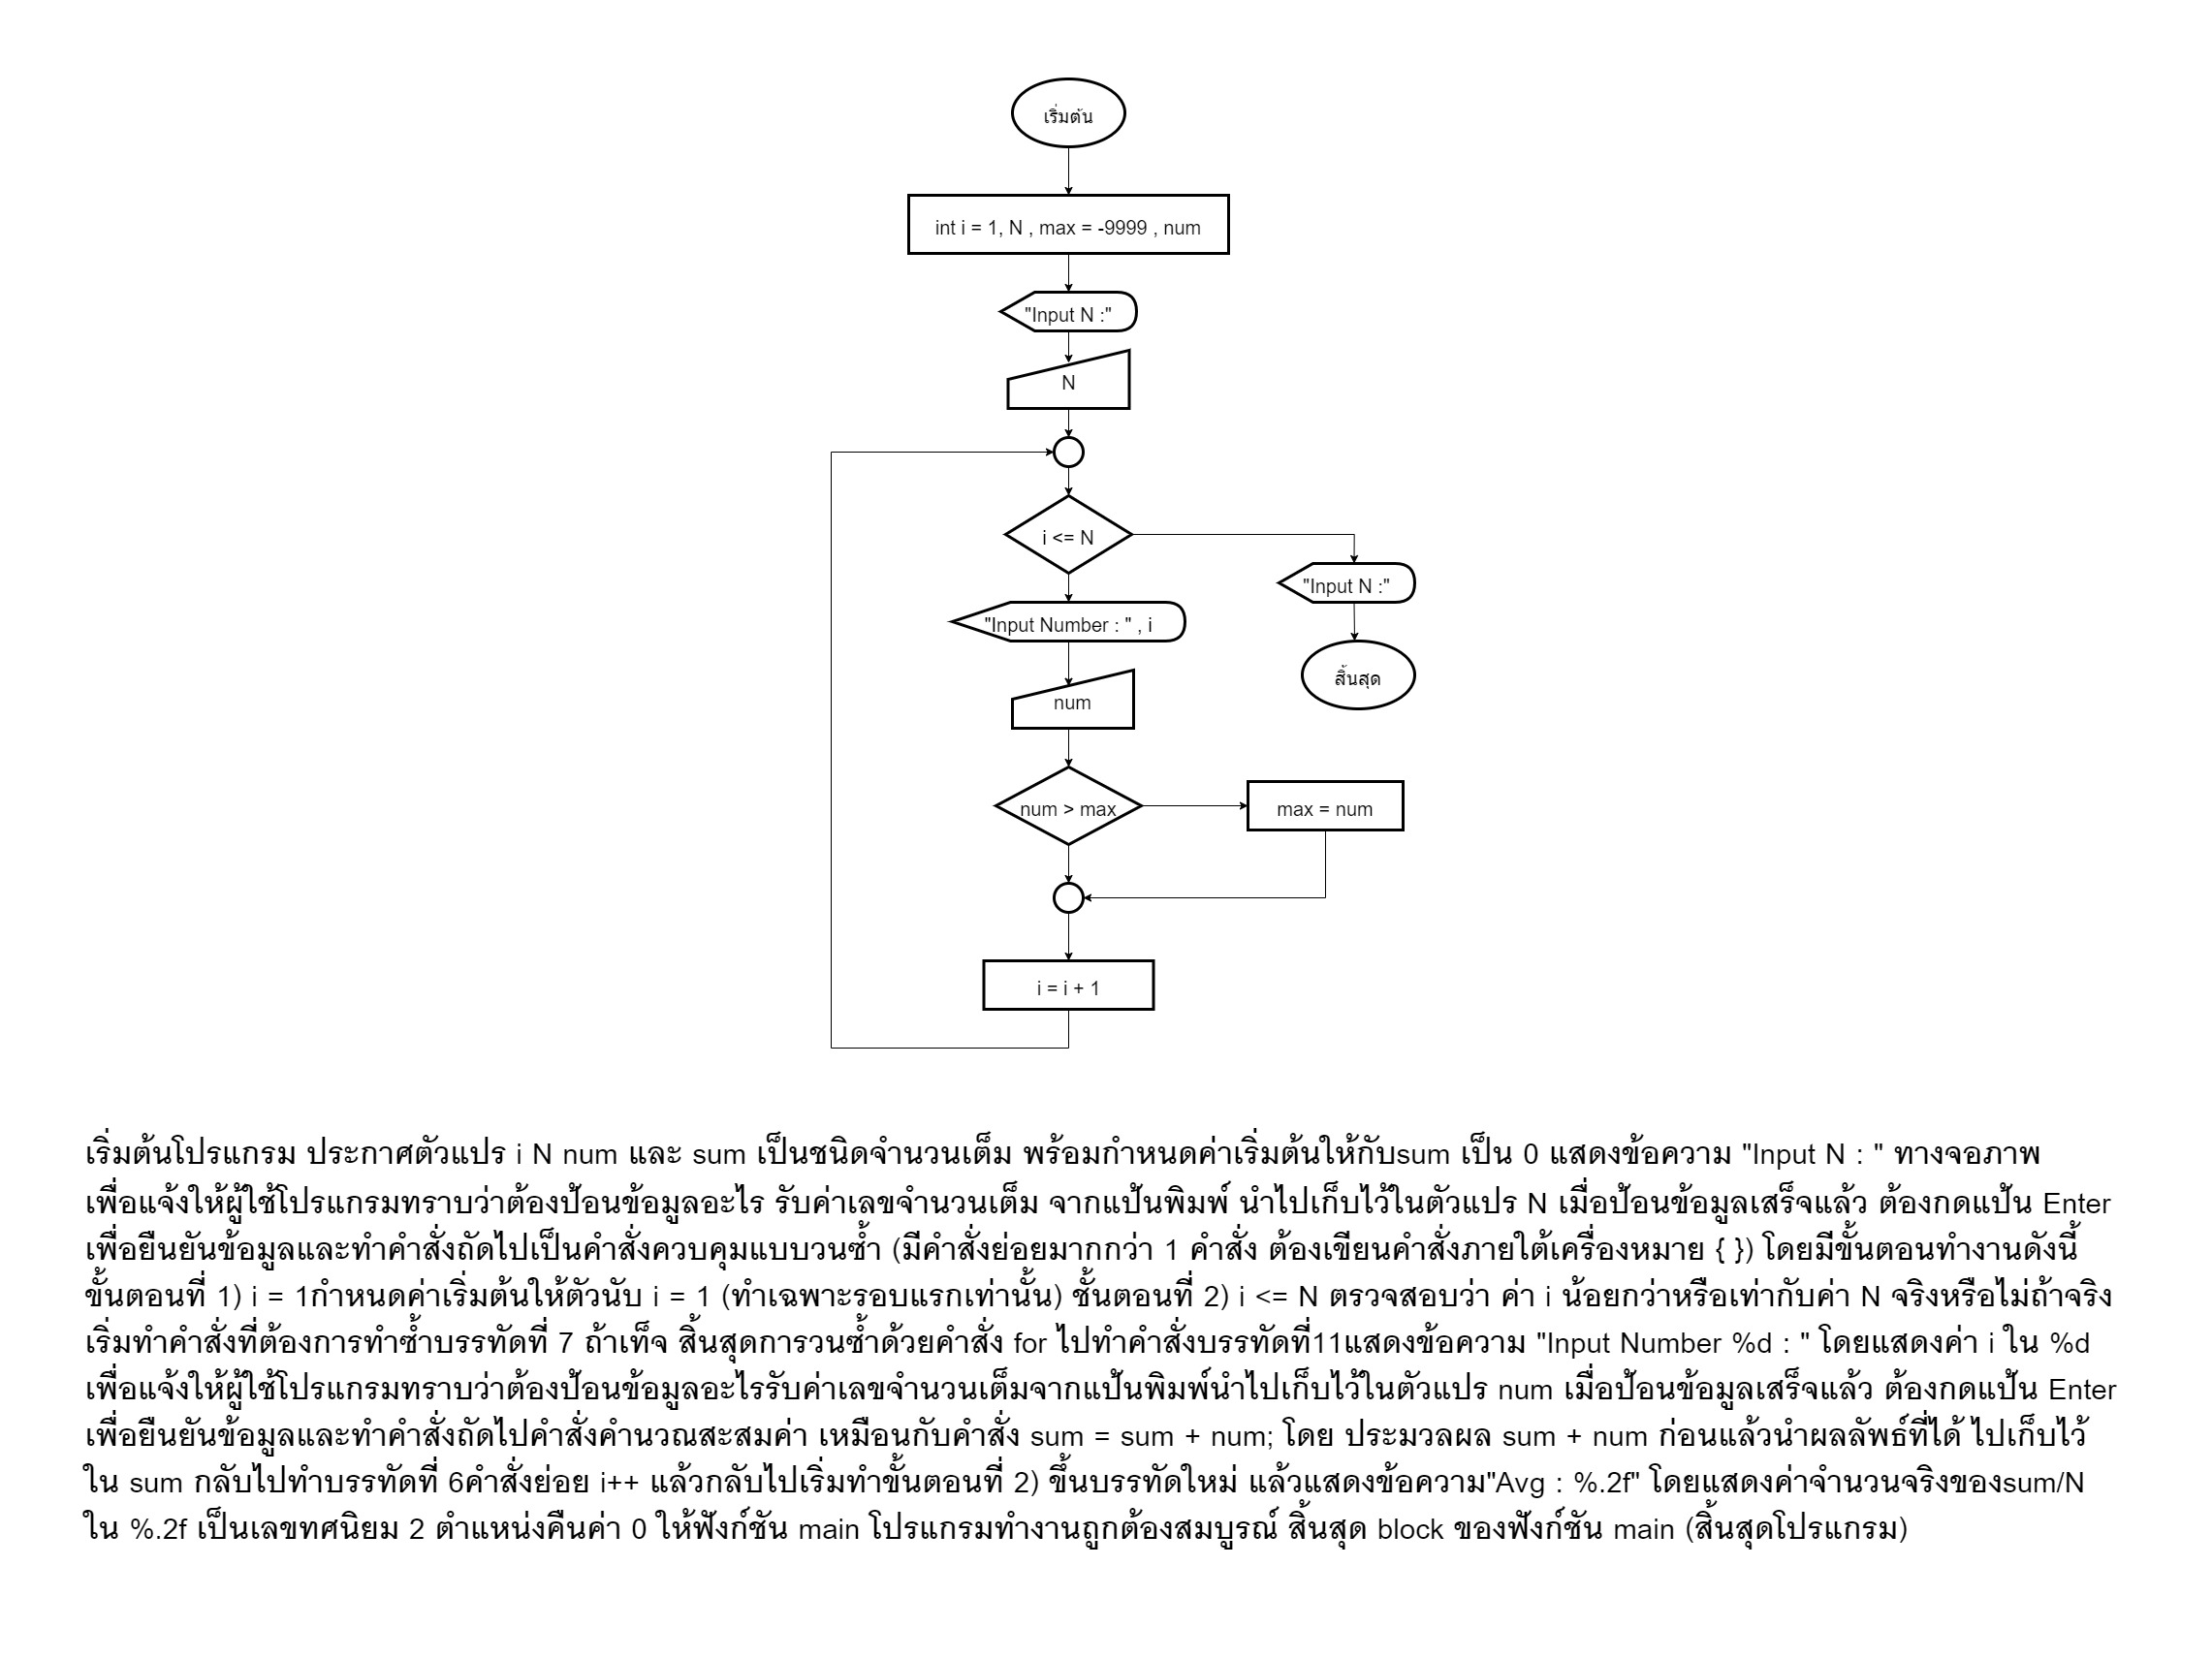 เริ่มต้น
int i = 1, N , max = -9999 , num
"Input N :"
N
i <= N
"Input N :"
"Input Number : " , i
สิ้นสุด
num
num > max
max = num
i = i + 1
เริ่มต้นโปรแกรม ประกาศตัวแปร i N num และ sum เป็นชนิดจำนวนเต็ม พร้อมกำหนดค่าเริ่มต้นให้กับsum เป็น 0 แสดงข้อความ "Input N : " ทางจอภาพ
เพื่อแจ้งให้ผู้ใช้โปรแกรมทราบว่าต้องป้อนข้อมูลอะไร รับค่าเลขจำนวนเต็ม จากแป้นพิมพ์ นำไปเก็บไว้ในตัวแปร N เมื่อป้อนข้อมูลเสร็จแล้ว ต้องกดแป้น Enter
เพื่อยืนยันข้อมูลและทำคำสั่งถัดไปเป็นคำสั่งควบคุมแบบวนซ้ำ (มีคำสั่งย่อยมากกว่า 1 คำสั่ง ต้องเขียนคำสั่งภายใต้เครื่องหมาย { }) โดยมีขั้นตอนทำงานดังนี้
ขั้นตอนที่ 1) i = 1กำหนดค่าเริ่มต้นให้ตัวนับ i = 1 (ทำเฉพาะรอบแรกเท่านั้น) ชั้นตอนที่ 2) i <= N ตรวจสอบว่า ค่า i น้อยกว่าหรือเท่ากับค่า N จริงหรือไม่ถ้าจริง
เริ่มทำคำสั่งที่ต้องการทำซ้ำบรรทัดที่ 7 ถ้าเท็จ สิ้นสุดการวนซ้ำด้วยคำสั่ง for ไปทำคำสั่งบรรทัดที่11แสดงข้อความ "Input Number %d : " โดยแสดงค่า i ใน %d
เพื่อแจ้งให้ผู้ใช้โปรแกรมทราบว่าต้องป้อนข้อมูลอะไรรับค่าเลขจำนวนเต็มจากแป้นพิมพ์นำไปเก็บไว้ในตัวแปร num เมื่อป้อนข้อมูลเสร็จแล้ว ต้องกดแป้น Enter
เพื่อยืนยันข้อมูลและทำคำสั่งถัดไปคำสั่งคำนวณสะสมค่า เหมือนกับคำสั่ง sum = sum + num; โดย ประมวลผล sum + num ก่อนแล้วนำผลลัพธ์ที่ได้ ไปเก็บไว้
ใน sum กลับไปทำบรรทัดที่ 6คำสั่งย่อย i++ แล้วกลับไปเริ่มทำขั้นตอนที่ 2) ขึ้นบรรทัดใหม่ แล้วแสดงข้อความ"Avg : %.2f" โดยแสดงค่าจำนวนจริงของsum/N
ใน %.2f เป็นเลขทศนิยม 2 ตำแหน่งคืนค่า 0 ให้ฟังก์ชัน main โปรแกรมทำงานถูกต้องสมบูรณ์ สิ้นสุด block ของฟังก์ชัน main (สิ้นสุดโปรแกรม)